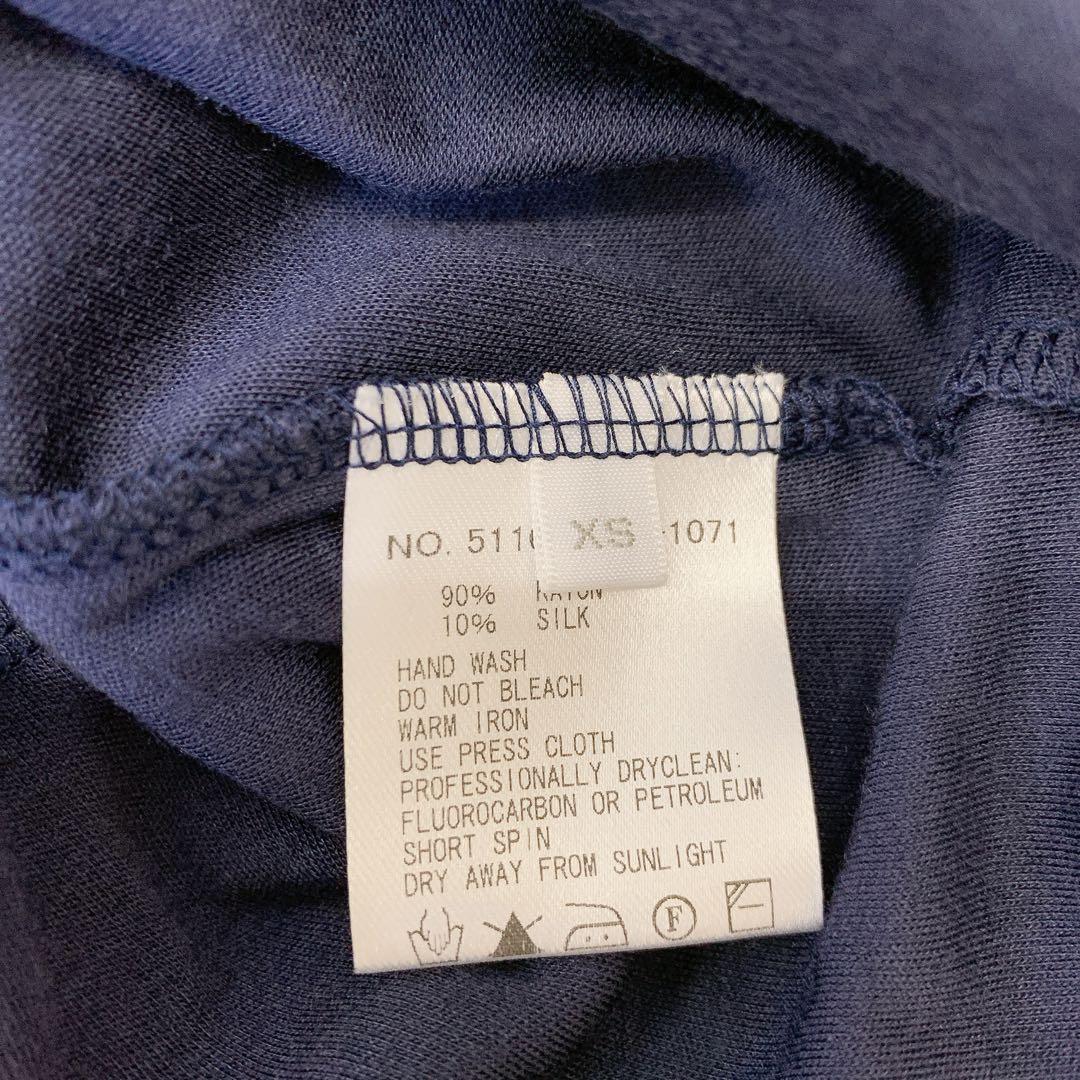 NO. 511 XS -1071
90% RAYON
10% SILK
HAND WASH
DO NOT BLEACH
WARM IRON
USE PRESS CLOTH
PROFESSIONALLY DRYCLEAN:
FLUOROCARBON OR PETROLEUM
SHORT SPIN
DRY AWAY FROM SUNLIGHT
F